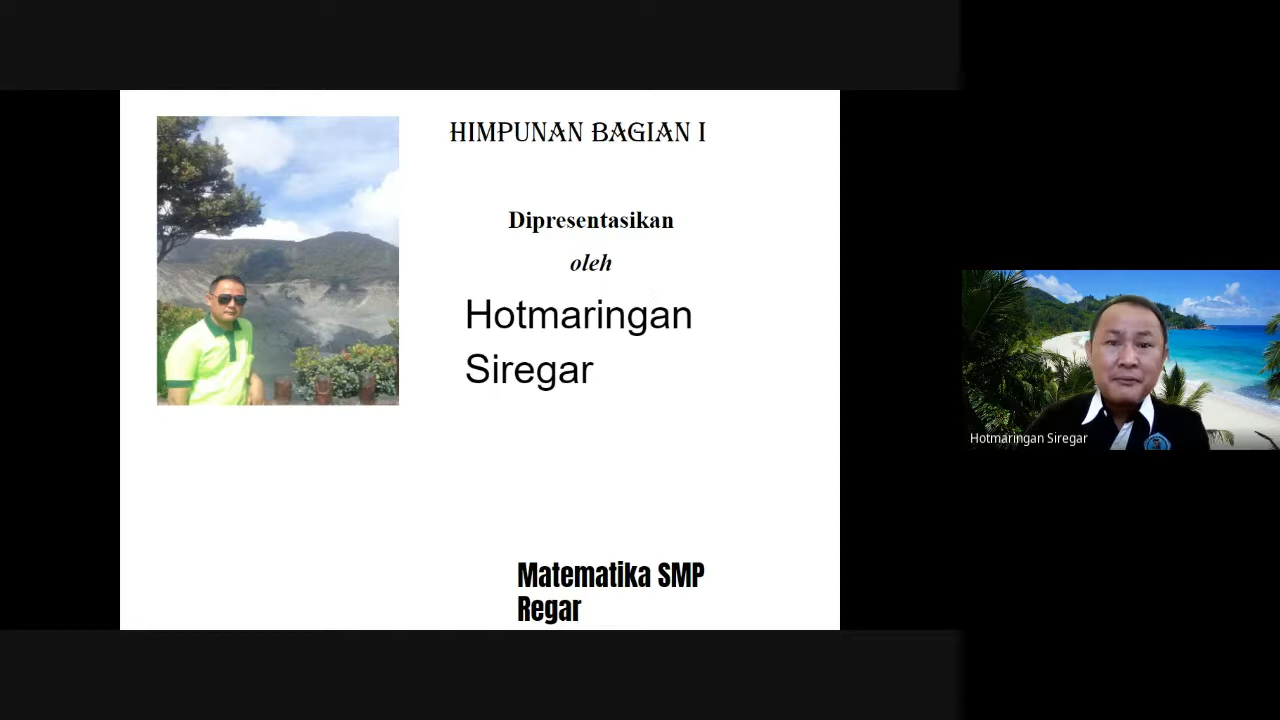 HIMPUNAN BAGIAN I
Dipresentasikan
oleh
Hotmaringan
Siregar
Hotmaringan Siregar
Matematika SMP
Regar